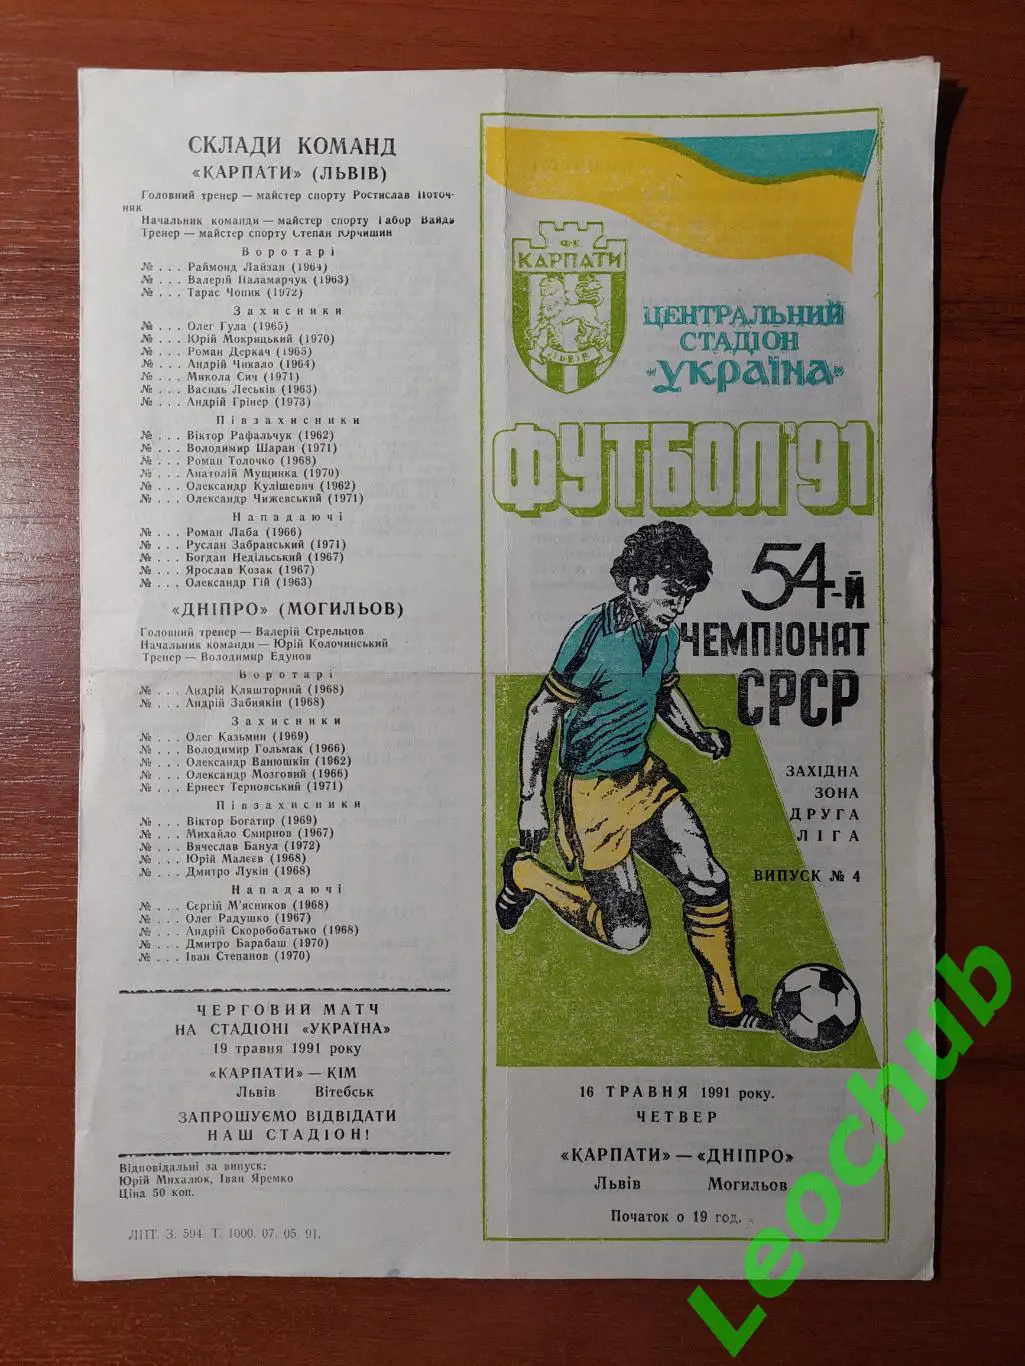 СКЛАДИ КОМАНД
«КАРПАТИ» (ЛЬВІВ)
Головний тренер — майстер спорту Ростислав Поточ-
няк
Начальник команди — майстер спорту Габор Вайда
Тренер — майстер спорту Степан Юрчишин
Воротарі
№ . . . Раймонд Лайзан (1964)
№ . . . Валерій Паламарчук (1963)
№ . . . Тарас Чопик (1972)
Захисники
№ . . . Олег Гула (1965)
№ . . . Юрій Мокрицький (1970)
№ . . . Роман Деркач (1965)
№ . . . Андрій Чикало (1964)
№ . . . Микола Сич (1971)
№ . . . Василь Леськів (1963)
№ . . . Андрій Грінер (1973)
Півзахисники
№ . . . Віктор Рафальчук (1962)
№ . . . Володимир Шаран (1971)
№ . . . Роман Толочко (1968)
№ . . . Анатолій Мущинка (1970)
№ . . . Олександр Кулішевич (1962)
№ . . . Олександр Чижевський (1971)
Нападаючі
№ . . . Роман Лаба (1966)
№ . . . Руслан Забранський (1971)
№ . . . Богдан Недільський (1967)
№ . . . Ярослав Козак (1967)
№ . . . Олександр Гій (1963)
«ДНІПРО» (МОГИЛЬОВ)
Головний тренер — Валерій Стрельцов
Начальник команди — Юрій Колочинський
Тренер — Володимир Едунов
Воротарі
№ . . . Андрій Кляшторний (1968)
№ . . . Андрій Забиякін (1968)
Захисники
№ . . . Олег Казьмин (1969)
№ . . . Володимир Гольмак (1966)
№ . . . Олександр Ванюшкін (1962)
№ . . . Олександр Мозговий (1966)
№ . . . Ернест Терновський (1971)
Півзахисники
№ . . . Віктор Богатир (1969)
№ . . . Михайло Смирнов (1967)
№ . . . Вячеслав Банул (1972)
№ . . . Юрій Малєев (1968)
№ . . . Дмитро Лукін (1968)
Нападаючі
№ . . . Сергій М'ясников (1968)
№ . . . Олег Радушко (1967)
№ . . . Андрій Скоробобатько (1968)
№ . . . Дмитро Барабаш (1970)
№ . . . Іван Степанов (1970)
ЧЕРГОВИЙ МАТЧ
НА СТАДІОНІ «УКРАЇНА»
19 травня 1991 року
«КАРПАТИ» — КІМ
Львів Вітебськ
ЗАПРОШУЄМО ВІДВІДАТИ
НАШ СТАДІОН!
Відповідальні за випуск:
Юрій Михалюк, Іван Яремко
Ціна 50 коп.
ЛПТ. З. 594. Т. 1000. 07. 05. 91.
ФК
КАРПАТИ
ЛЬВІВ
ЦЕНТРАЛЬНИЙ
СТАДІОН
«УКРАЇНА»
ФУТБОЛ'91
54-й
ЧЕМПІОНАТ
СРСР
ЗАХІДНА
ЗОНА
ДРУГА
ЛІГА
ВИПУСК № 4
16 ТРАВНЯ 1991 року.
ЧЕТВЕР
«КАРПАТИ» — «ДНІПРО»
Львів Могильов
Початок о 19 год.
Leochub